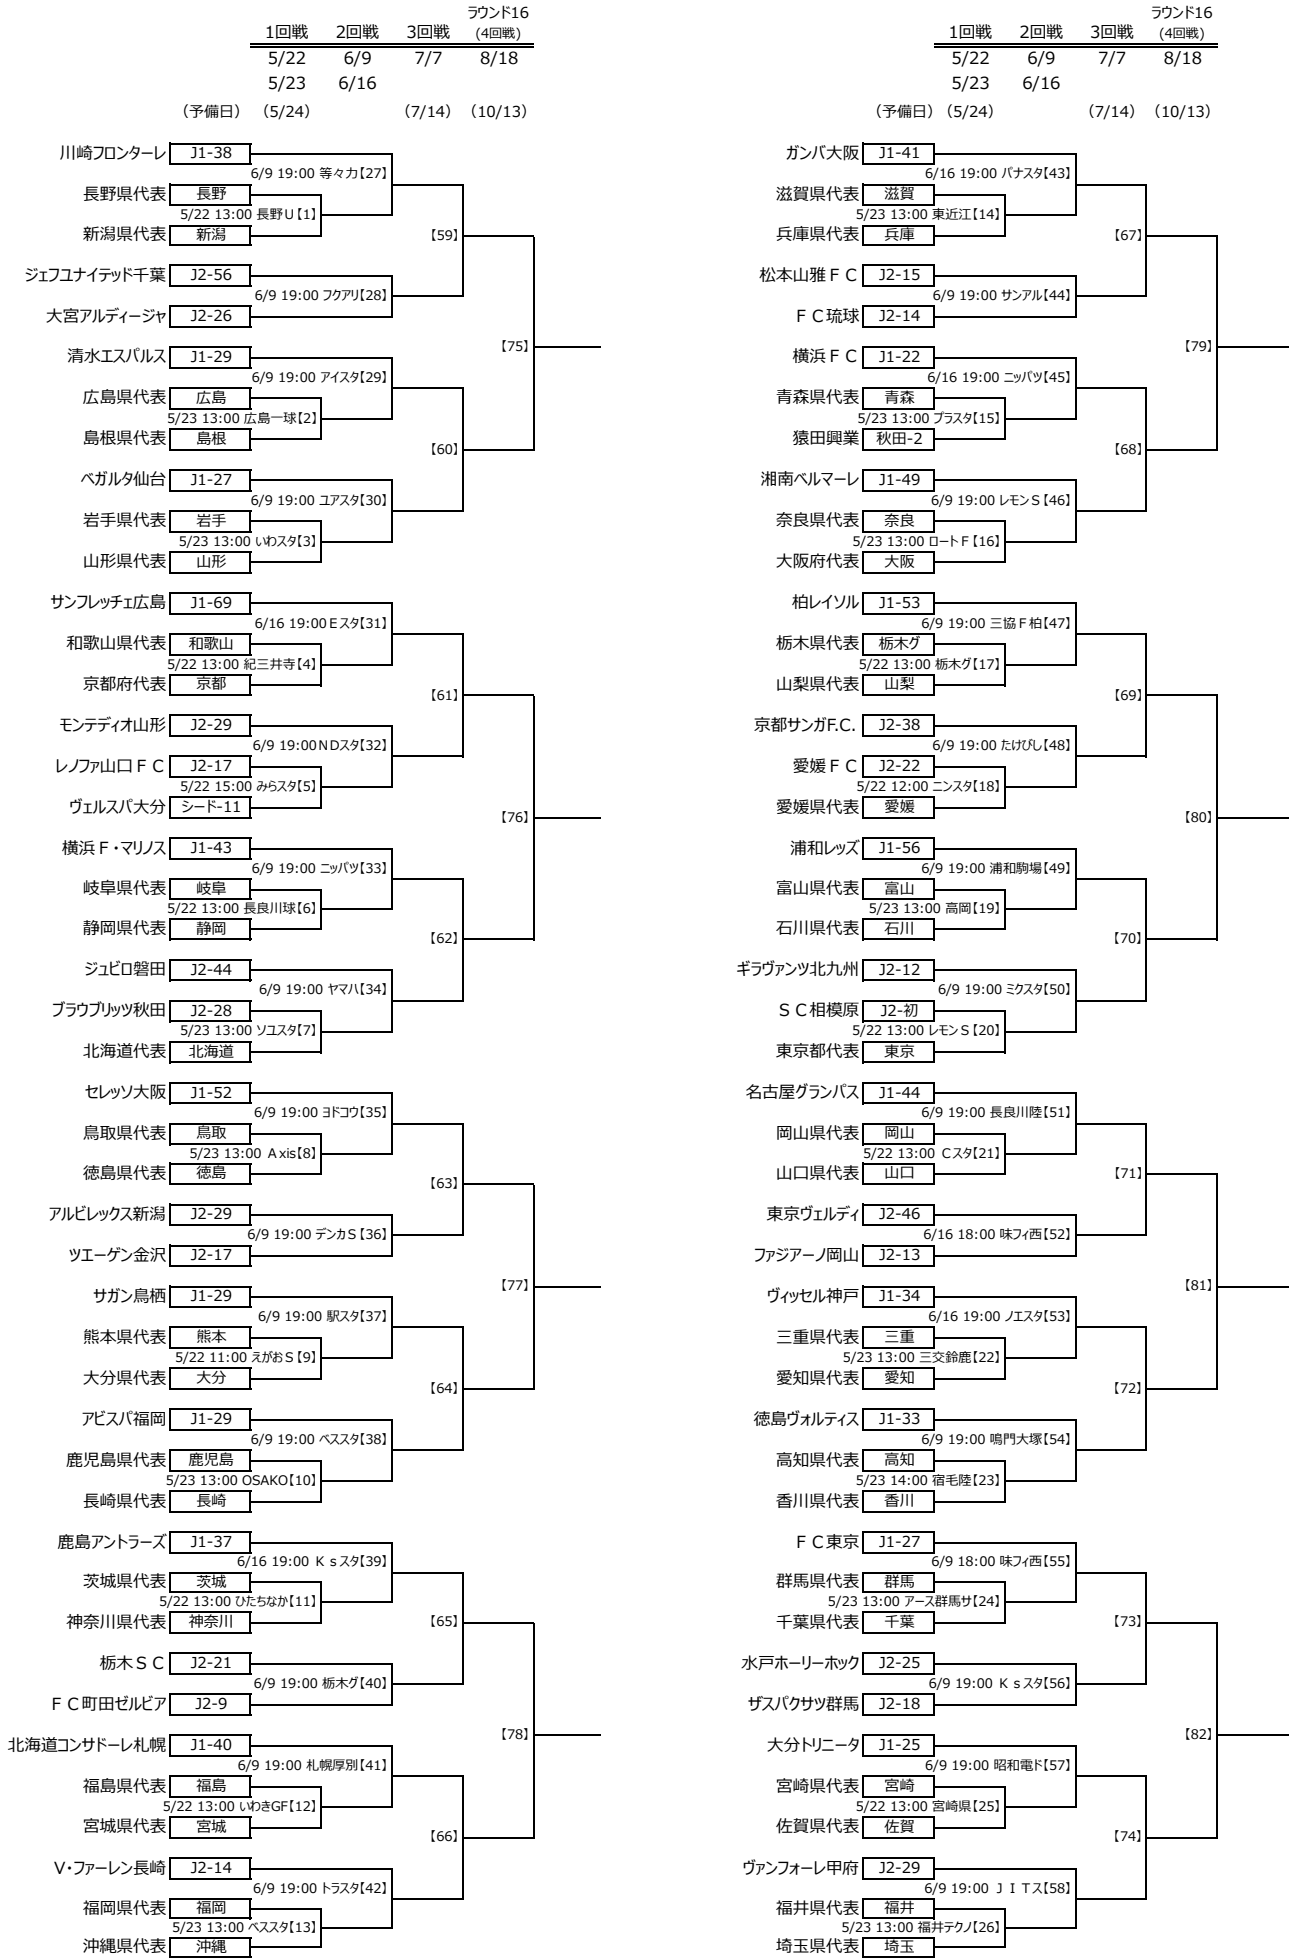 ラウンド16
1回戦 2回戦 3回戦 (4回戦)
5/22 6/9 7/7 8/18
5/23 6/16
(予備日) (5/24) (7/14) (10/13)
川崎フロンターレ J1-38
6/9 19:00 等々力【27】
長野県代表 長野
5/22 13:00 長野U【1】
新潟県代表 新潟
【59】
ジェフユナイテッド千葉 J2-56
6/9 19:00 フクアリ【28】
大宮アルディージャ J2-26
【75】
清水エスパルス J1-29
6/9 19:00 アイスタ【29】
広島県代表 広島
5/23 13:00 広島一球【2】
島根県代表 島根
【60】
ベガルタ仙台 J1-27
6/9 19:00 ユアスタ【30】
岩手県代表 岩手
5/23 13:00 いわスタ【3】
山形県代表 山形
サンフレッチェ広島 J1-69
6/16 19:00 Eスタ【31】
和歌山県代表 和歌山
5/22 13:00 紀三井寺【4】
京都府代表 京都
【61】
モンテディオ山形 J2-29
6/9 19:00 NDスタ【32】
レノファ山口FC J2-17
5/22 15:00 みらスタ【5】
ヴェルスパ大分 シード-11
【76】
横浜F・マリノス J1-43
6/9 19:00 ニッパツ【33】
岐阜県代表 岐阜
5/22 13:00 長良川球【6】
静岡県代表 静岡
【62】
ジュビロ磐田 J2-44
6/9 19:00 ヤマハ【34】
ブラウブリッツ秋田 J2-28
5/23 13:00 ソユスタ【7】
北海道代表 北海道
セレッソ大阪 J1-52
6/9 19:00 ヨドコウ【35】
鳥取県代表 鳥取
5/23 13:00 Axis【8】
徳島県代表 徳島
【63】
アルビレックス新潟 J2-29
6/9 19:00 デンカS【36】
ツエーゲン金沢 J2-17
【77】
サガン鳥栖 J1-29
6/9 19:00 駅スタ【37】
熊本県代表 熊本
5/22 11:00 えがおS【9】
大分県代表 大分
【64】
アビスパ福岡 J1-29
6/9 19:00 ベススタ【38】
鹿児島県代表 鹿児島
5/23 13:00 OSAKO【10】
長崎県代表 長崎
鹿島アントラーズ J1-37
6/16 19:00 Ksスタ【39】
茨城県代表 茨城
5/22 13:00 ひたちなか【11】
神奈川県代表 神奈川
【65】
栃木SC J2-21
6/9 19:00 栃木グ【40】
FC町田ゼルビア J2-9
【78】
北海道コンサドーレ札幌 J1-40
6/9 19:00 札幌厚別【41】
福島県代表 福島
5/22 13:00 いわきGF【12】
宮城県代表 宮城
【66】
V・ファーレン長崎 J2-14
6/9 19:00 トラスタ【42】
福岡県代表 福岡
5/23 13:00 ベススタ【13】
沖縄県代表 沖縄
ラウンド16
1回戦 2回戦 3回戦 (4回戦)
5/22 6/9 7/7 8/18
5/23 6/16
(予備日) (5/24) (7/14) (10/13)
ガンバ大阪 J1-41
6/16 19:00 パナスタ【43】
滋賀県代表 滋賀
5/23 13:00 東近江【14】
兵庫県代表 兵庫
【67】
松本山雅FC J2-15
6/9 19:00 サンアル【44】
FC琉球 J2-14
【79】
横浜FC J1-22
6/16 19:00 ニッパツ【45】
青森県代表 青森
5/23 13:00 プラスタ【15】
猿田興業 秋田-2
【68】
湘南ベルマーレ J1-49
6/9 19:00 レモンS【46】
奈良県代表 奈良
5/23 13:00 ロートF【16】
大阪府代表 大阪
柏レイソル J1-53
6/9 19:00 三協F柏【47】
栃木県代表 栃木グ
5/22 13:00 栃木グ【17】
山梨県代表 山梨
【69】
京都サンガF.C. J2-38
6/9 19:00 たけびし【48】
愛媛FC J2-22
5/22 12:00 ニンスタ【18】
愛媛県代表 愛媛
【80】
浦和レッズ J1-56
6/9 19:00 浦和駒場【49】
富山県代表 富山
5/23 13:00 高岡【19】
石川県代表 石川
【70】
ギラヴァンツ北九州 J2-12
6/9 19:00 ミクスタ【50】
SC相模原 J2-初
5/22 13:00 レモンS【20】
東京都代表 東京
名古屋グランパス J1-44
6/9 19:00 長良川陸【51】
岡山県代表 岡山
5/22 13:00 Cスタ【21】
山口県代表 山口
【71】
東京ヴェルディ J2-46
6/16 18:00 味フィ西【52】
ファジアーノ岡山 J2-13
【81】
ヴィッセル神戸 J1-34
6/16 19:00 ノエスタ【53】
三重県代表 三重
5/23 13:00 三交鈴鹿【22】
愛知県代表 愛知
【72】
徳島ヴォルティス J1-33
6/9 19:00 鳴門大塚【54】
高知県代表 高知
5/23 14:00 宿毛陸【23】
香川県代表 香川
FC東京 J1-27
6/9 18:00 味フィ西【55】
群馬県代表 群馬
5/23 13:00 アース群馬サ【24】
千葉県代表 千葉
【73】
水戸ホーリーホック J2-25
6/9 19:00 Ksスタ【56】
ザスパクサツ群馬 J2-18
【82】
大分トリニータ J1-25
6/9 19:00 昭和電ド【57】
宮崎県代表 宮崎
5/22 13:00 宮崎県【25】
佐賀県代表 佐賀
【74】
ヴァンフォーレ甲府 J2-29
6/9 19:00 JITス【58】
福井県代表 福井
5/23 13:00 福井テクノ【26】
埼玉県代表 埼玉